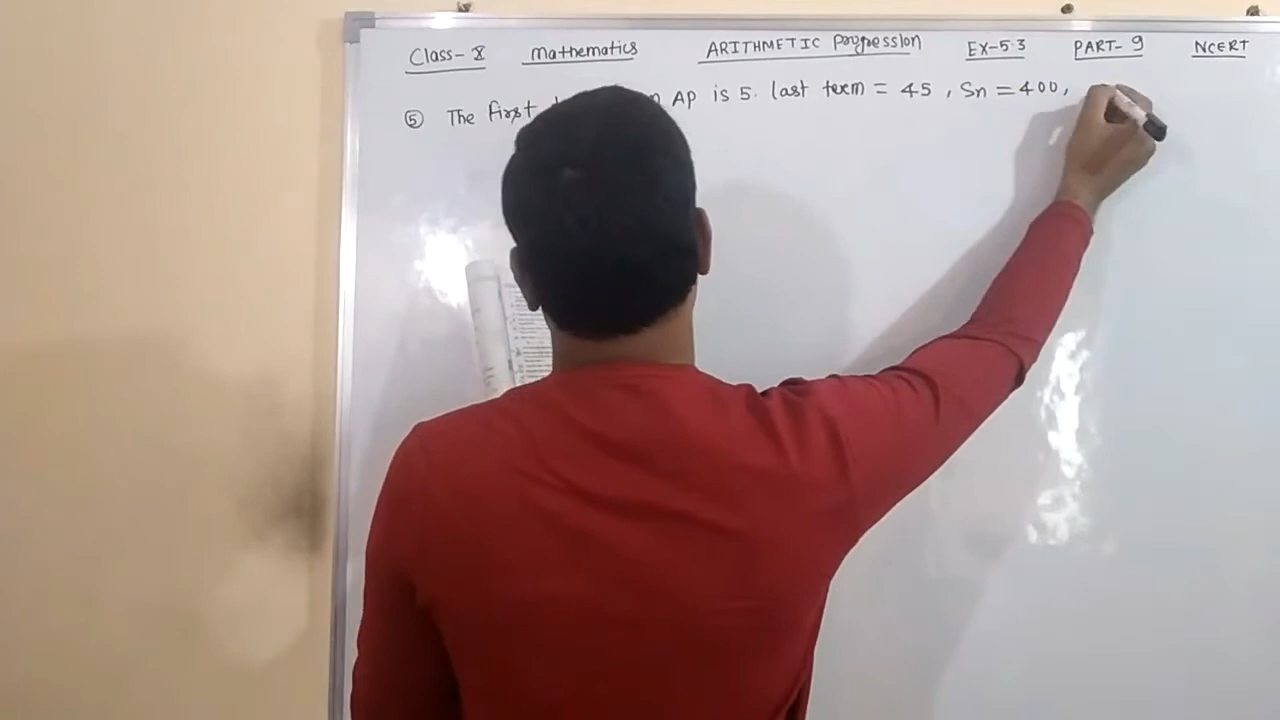 Class-X Mathematics ARITHMETIC Progression EX-5.3 PART-9 NCERT
⑤ The first AP is 5. last term = 45, Sn = 400,